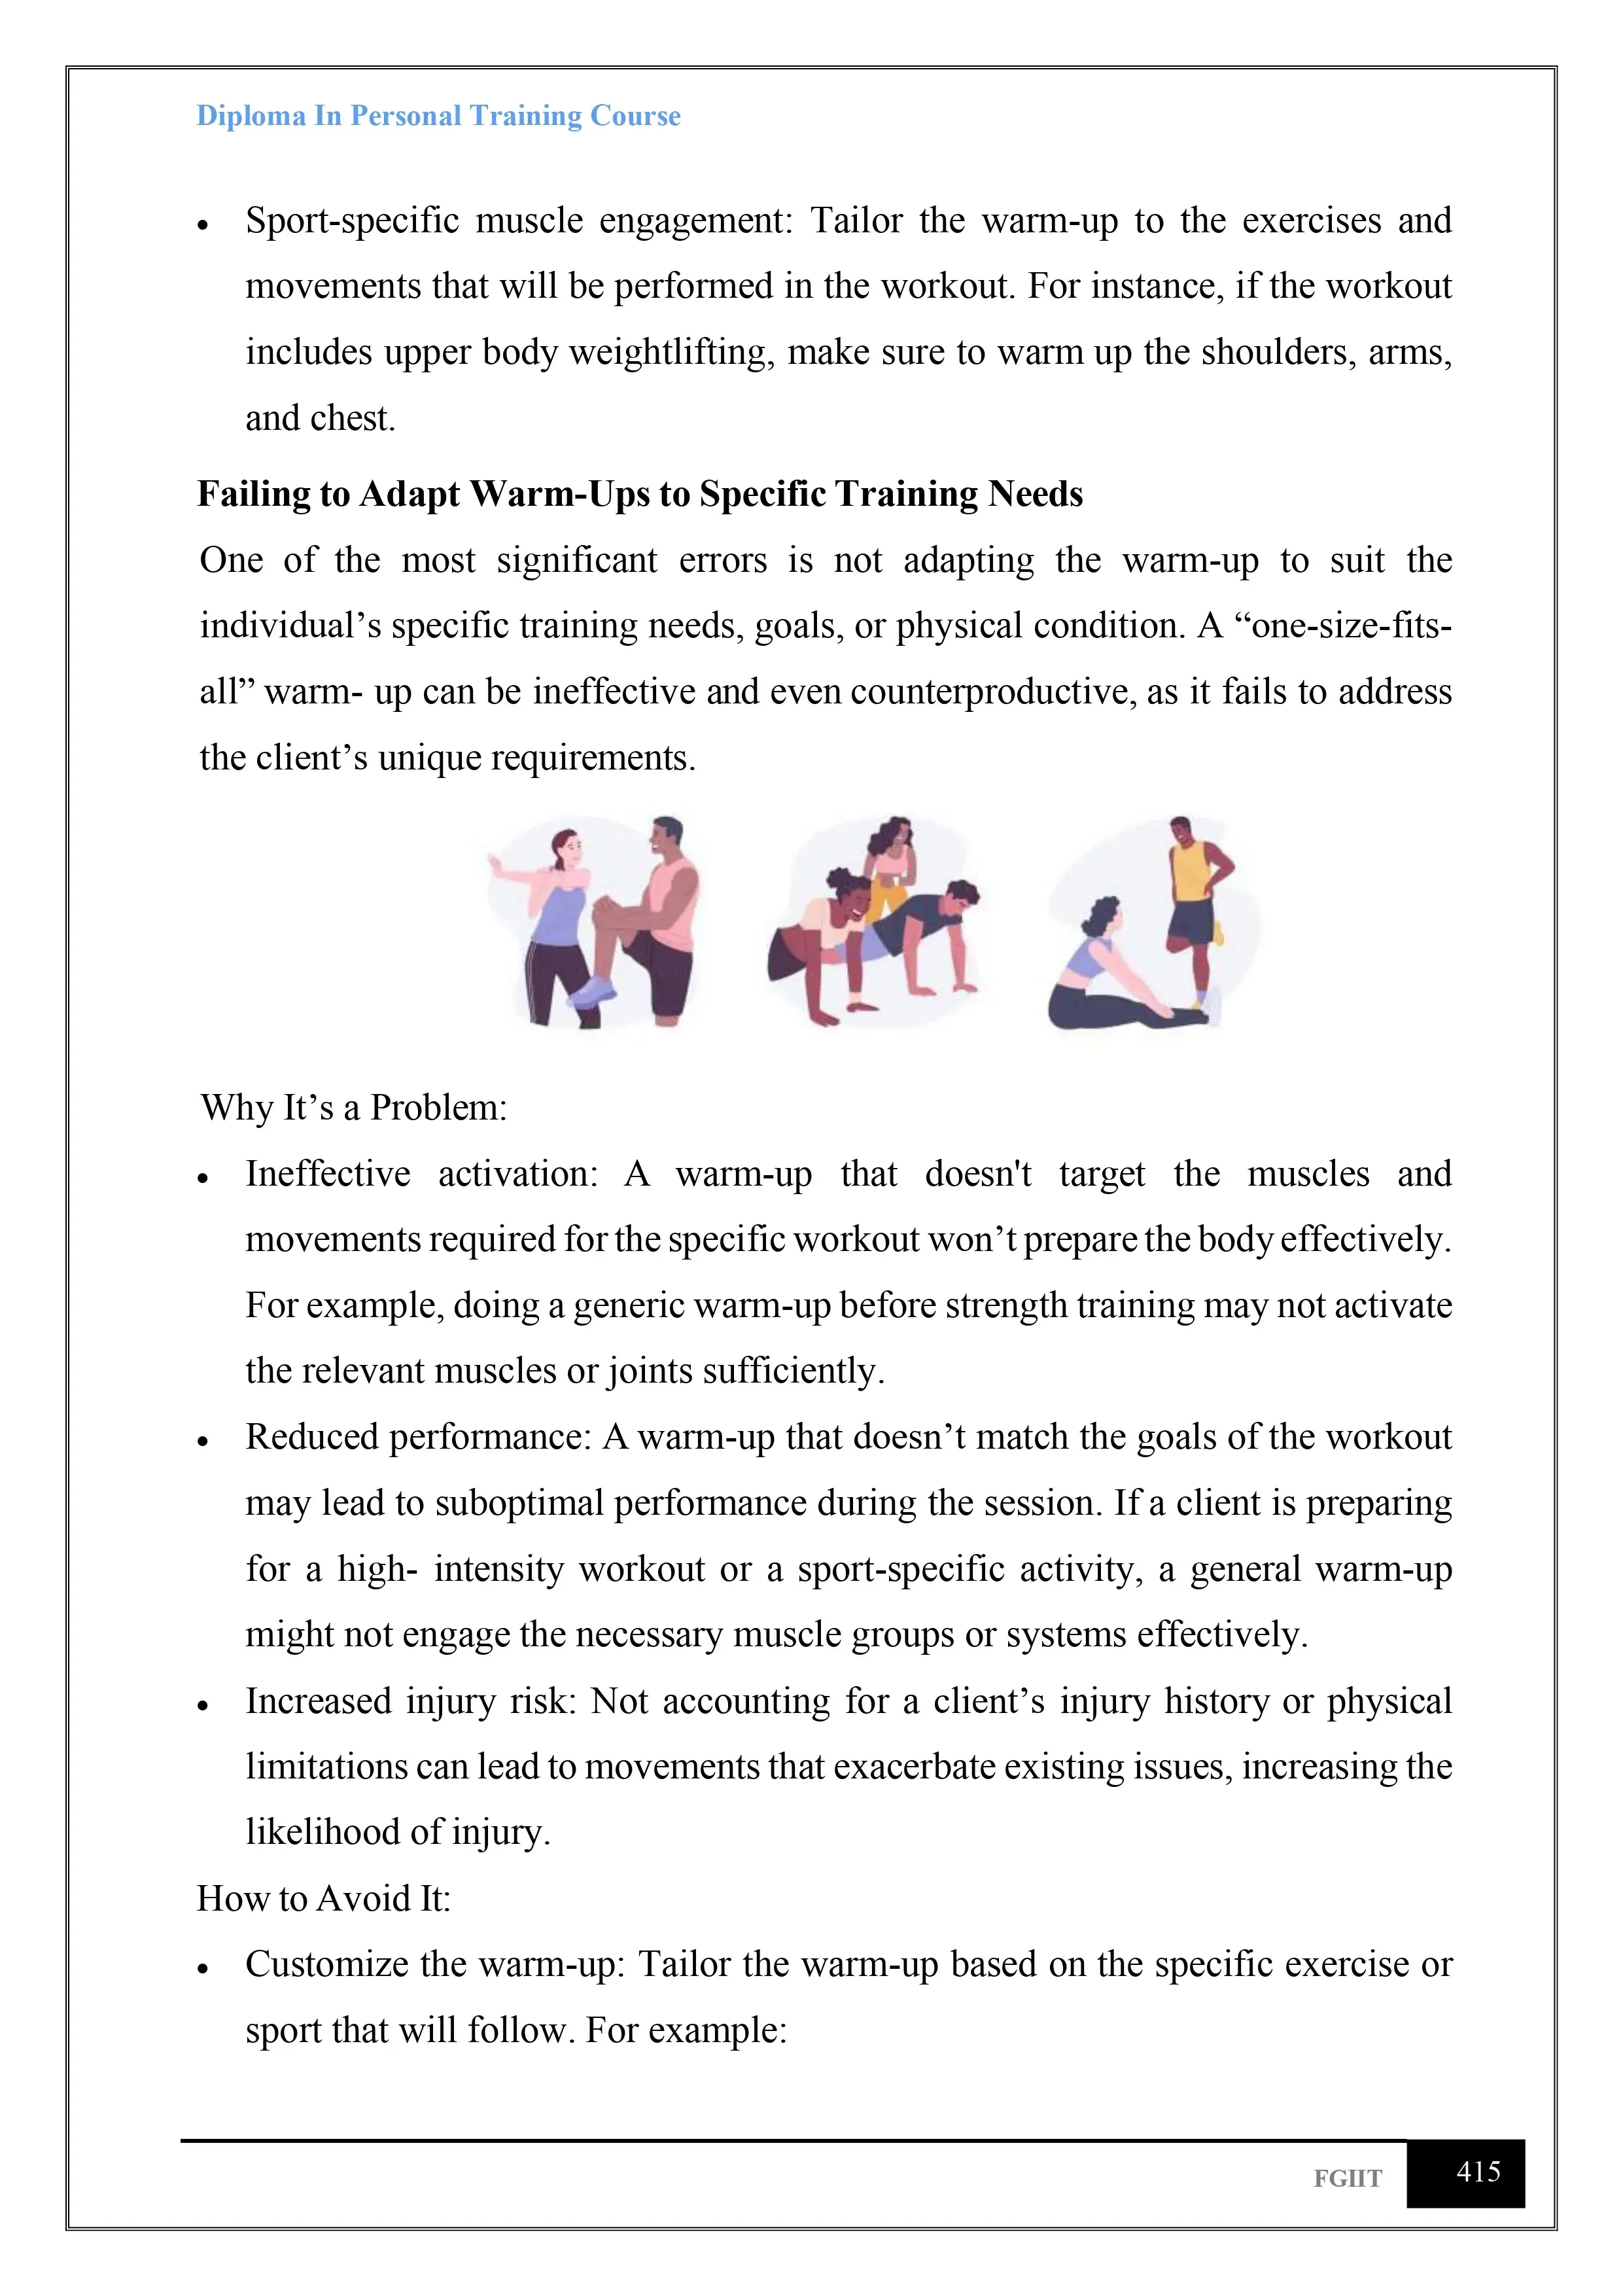 Diploma In Personal Training Course
• Sport-specific muscle engagement: Tailor the warm-up to the exercises and
movements that will be performed in the workout. For instance, if the workout
includes upper body weightlifting, make sure to warm up the shoulders, arms,
and chest.
Failing to Adapt Warm-Ups to Specific Training Needs
One of the most significant errors is not adapting the warm-up to suit the
individual’s specific training needs, goals, or physical condition. A “one-size-fits-
all” warm- up can be ineffective and even counterproductive, as it fails to address
the client’s unique requirements.
Why It’s a Problem:
• Ineffective activation: A warm-up that doesn't target the muscles and
movements required for the specific workout won’t prepare the body effectively.
For example, doing a generic warm-up before strength training may not activate
the relevant muscles or joints sufficiently.
• Reduced performance: A warm-up that doesn’t match the goals of the workout
may lead to suboptimal performance during the session. If a client is preparing
for a high- intensity workout or a sport-specific activity, a general warm-up
might not engage the necessary muscle groups or systems effectively.
• Increased injury risk: Not accounting for a client’s injury history or physical
limitations can lead to movements that exacerbate existing issues, increasing the
likelihood of injury.
How to Avoid It:
• Customize the warm-up: Tailor the warm-up based on the specific exercise or
sport that will follow. For example:
FGIIT 415